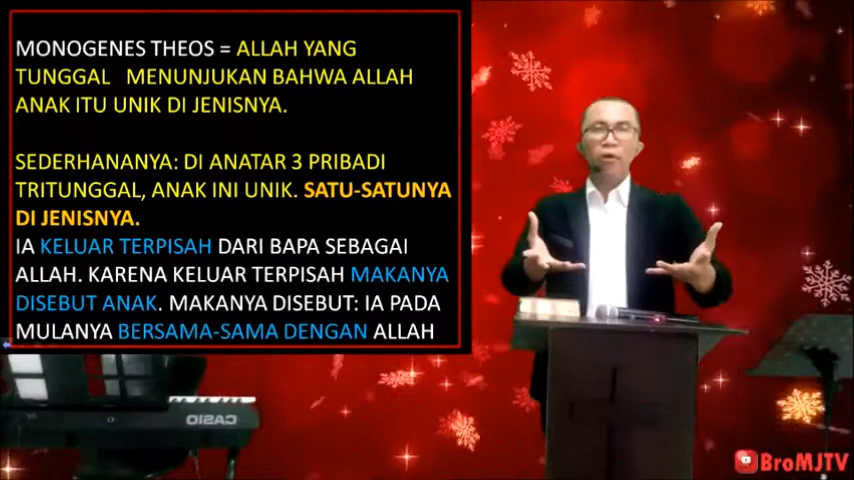 MONOGENES THEOS = ALLAH YANG
TUNGGAL MENUNJUKAN BAHWA ALLAH
ANAK ITU UNIK DI JENISNYA.
SEDERHANANYA: DI ANATAR 3 PRIBADI
TRITUNGGAL, ANAK INI UNIK. SATU-SATUNYA
DI JENISNYA.
IA KELUAR TERPISAH DARI BAPA SEBAGAI
ALLAH. KARENA KELUAR TERPISAH MAKANYA
DISEBUT ANAK. MAKANYA DISEBUT: IA PADA
MULANYA BERSAMA-SAMA DENGAN ALLAH
CASIO
BroMJTV